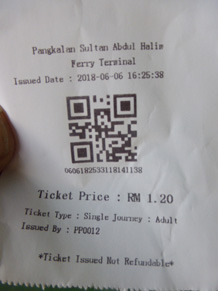 Pangkalan Sultan Abdul Halim
Ferry Terminal
Issued Date : 2018-06-06 16:25:38
0606182533118141138
Ticket Price : RM 1.20
Ticket Type : Single Journey : Adult
Issued By : PP0012
*Ticket Issued Not Refundable*